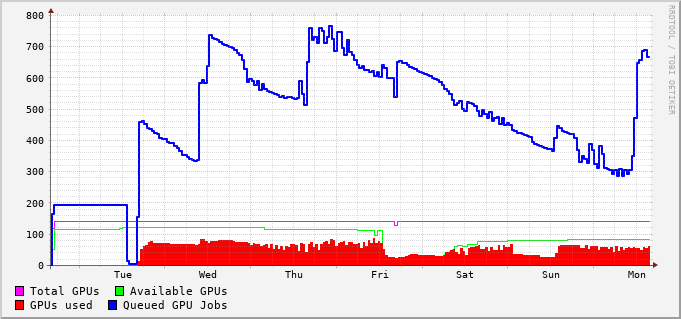 800
700
600
500
400
300
200
100
0
Tue Wed Thu Fri Sat Sun Mon
Total GPUs Available GPUs
GPUs used Queued GPU Jobs
RRDTOOL / TOBI OETIKER